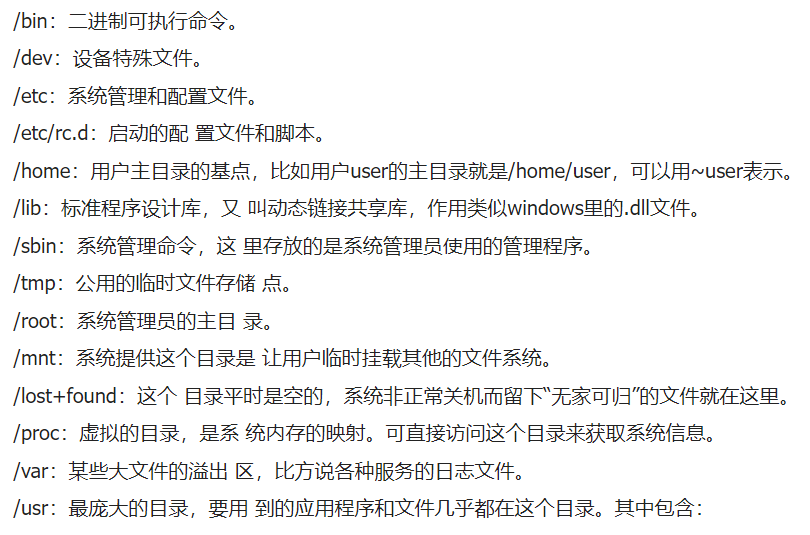 /bin：二进制可执行命令。
/dev：设备特殊文件。
/etc：系统管理和配置文件。
/etc/rc.d：启动的配 置文件和脚本。
/home：用户主目录的基点，比如用户user的主目录就是/home/user，可以用~user表示。
/lib：标准程序设计库，又 叫动态链接共享库，作用类似windows里的.dll文件。
/sbin：系统管理命令，这 里存放的是系统管理员使用的管理程序。
/tmp：公用的临时文件存储 点。
/root：系统管理员的主目 录。
/mnt：系统提供这个目录是 让用户临时挂载其他的文件系统。
/lost+found：这个 目录平时是空的，系统非正常关机而留下“无家可归”的文件就在这里。
/proc：虚拟的目录，是系 统内存的映射。可直接访问这个目录来获取系统信息。
/var：某些大文件的溢出 区，比方说各种服务的日志文件。
/usr：最庞大的目录，要用 到的应用程序和文件几乎都在这个目录。其中包含：